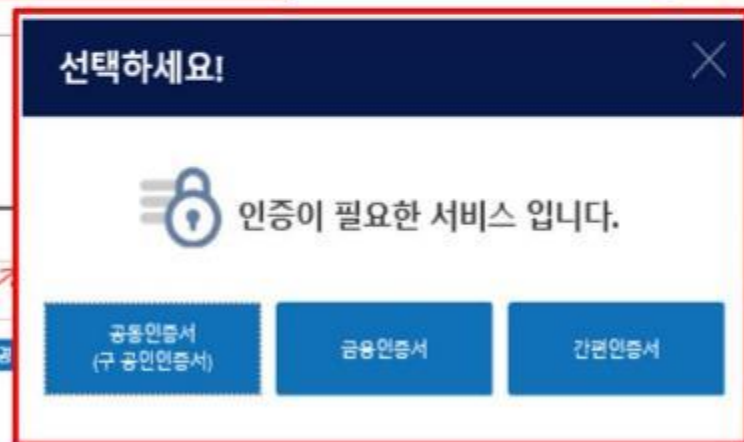 선택하세요!
인증이 필요한 서비스 입니다.
공동인증서
(구 공인인증서)
금융인증서
간편인증서